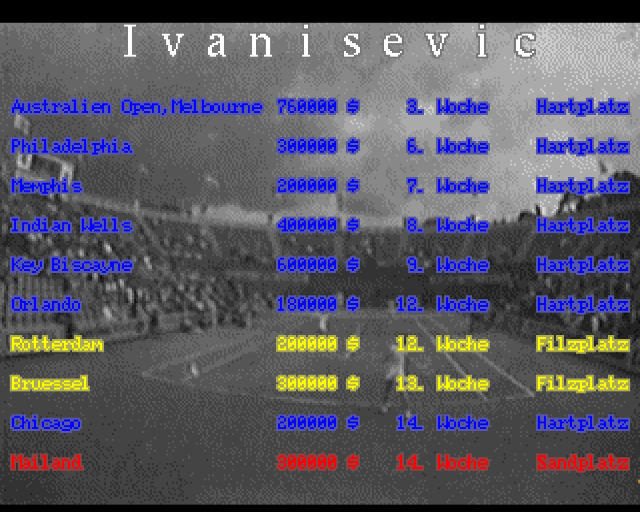 Ivanisevic
Australien Open,Melbourne 760000 $ 3. Woche Hartplatz
Philadelphia 300000 $ 6. Woche Hartplatz
Memphis 200000 $ 7. Woche Hartplatz
Indian Wells 400000 $ 8. Woche Hartplatz
Key Biscayne 600000 $ 9. Woche Hartplatz
Orlando 180000 $ 12. Woche Hartplatz
Rotterdam 200000 $ 12. Woche Filzplatz
Bruessel 300000 $ 13. Woche Filzplatz
Chicago 200000 $ 14. Woche Hartplatz
Mailand 300000 $ 14. Woche Sandplatz